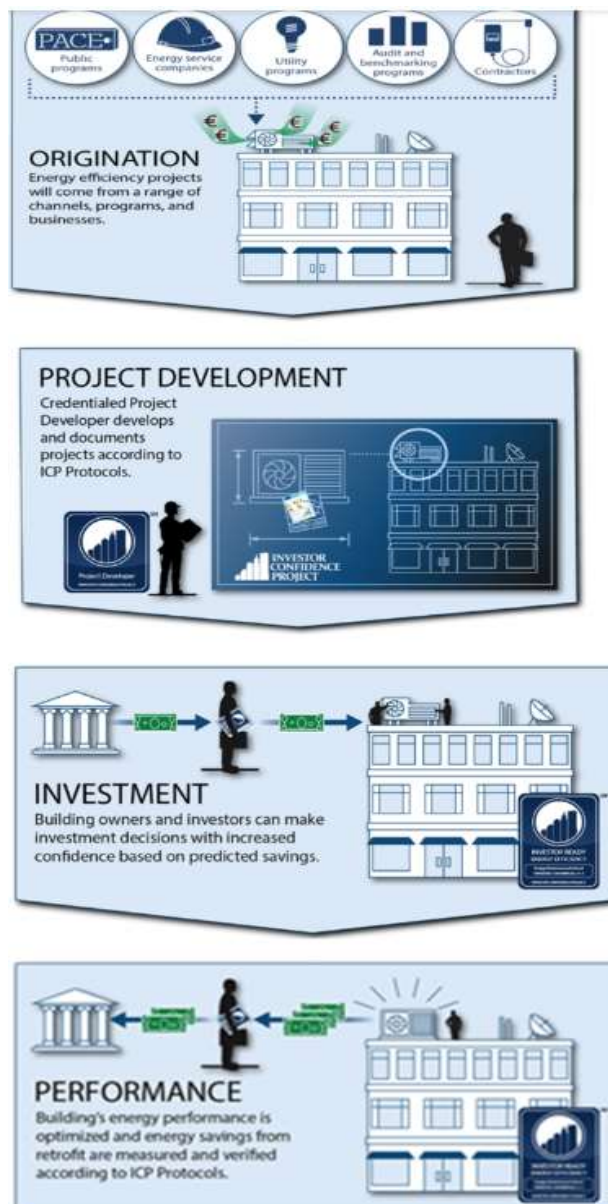 PACE
Public
programs
Energy service
companies
Utility
programs
Audit and
benchmarking
programs
Contractors
€ € € €
ORIGINATION
Energy efficiency projects
will come from a range of
channels, programs, and
businesses.
PROJECT DEVELOPMENT
Credentialed Project
Developer develops
and documents
projects according to
ICP Protocols.
Project Developer
INVESTOR
CONFIDENCE
PROJECT
INVESTMENT
Building owners and investors can make
investment decisions with increased
confidence based on predicted savings.
INVESTOR READY
ENERGY EFFICIENCY
PERFORMANCE
Building's energy performance is
optimized and energy savings from
retrofit are measured and verified
according to ICP Protocols.
INVESTOR READY
ENERGY EFFICIENCY